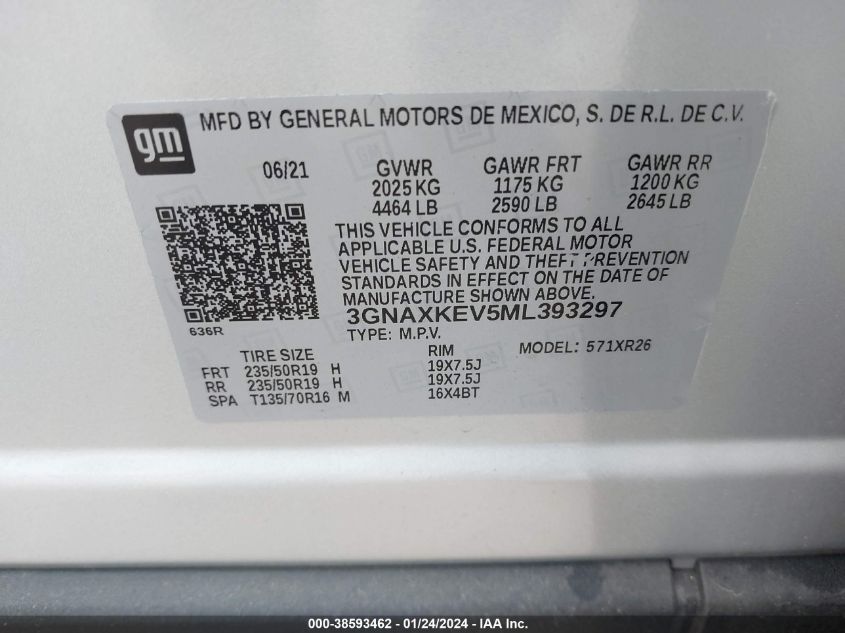 gm
MFD BY GENERAL MOTORS DE MEXICO, S. DE R.L. DE C.V.
06/21 GVWR GAWR FRT GAWR RR
2025 KG 1175 KG 1200 KG
4464 LB 2590 LB 2645 LB
THIS VEHICLE CONFORMS TO ALL
APPLICABLE U.S. FEDERAL MOTOR
VEHICLE SAFETY AND THEFT PREVENTION
STANDARDS IN EFFECT ON THE DATE OF
MANUFACTURE SHOWN ABOVE.
3GNAXKEV5ML393297
636R
TYPE: M.P.V. MODEL: 571XR26
TIRE SIZE RIM
FRT 235/50R19 H 19X7.5J
RR 235/50R19 H 19X7.5J
SPA T135/70R16 M 16X4BT
000-38593462 - 01/24/2024 - IAA Inc.